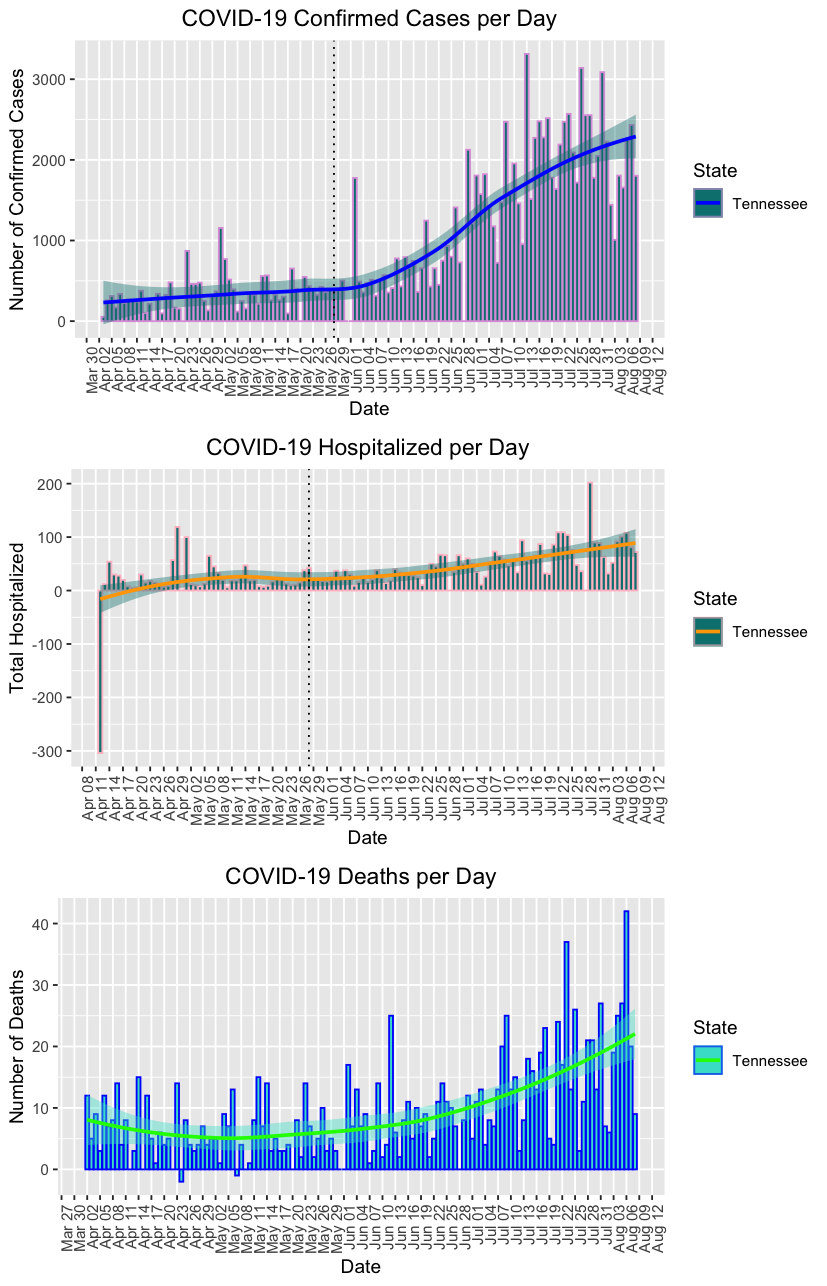 COVID-19 Confirmed Cases per Day
Number of Confirmed Cases
3000
2000
1000
0
Mar 30
Apr 02
Apr 05
Apr 08
Apr 11
Apr 14
Apr 17
Apr 20
Apr 23
Apr 26
Apr 29
May 02
May 05
May 08
May 11
May 14
May 17
May 20
May 23
May 26
May 29
Jun 01
Jun 04
Jun 07
Jun 10
Jun 13
Jun 16
Jun 19
Jun 22
Jun 25
Jun 28
Jul 01
Jul 04
Jul 07
Jul 10
Jul 13
Jul 16
Jul 19
Jul 22
Jul 25
Jul 28
Jul 31
Aug 03
Aug 06
Aug 09
Aug 12
Date
State
Tennessee
COVID-19 Hospitalized per Day
Total Hospitalized
200
100
0
-100
-200
-300
Apr 08
Apr 11
Apr 14
Apr 17
Apr 20
Apr 23
Apr 26
Apr 29
May 02
May 05
May 08
May 11
May 14
May 17
May 20
May 23
May 26
May 29
Jun 01
Jun 04
Jun 07
Jun 10
Jun 13
Jun 16
Jun 19
Jun 22
Jun 25
Jun 28
Jul 01
Jul 04
Jul 07
Jul 10
Jul 13
Jul 16
Jul 19
Jul 22
Jul 25
Jul 28
Jul 31
Aug 03
Aug 06
Aug 09
Aug 12
Date
State
Tennessee
COVID-19 Deaths per Day
Number of Deaths
40
30
20
10
0
Mar 27
Mar 30
Apr 02
Apr 05
Apr 08
Apr 11
Apr 14
Apr 17
Apr 20
Apr 23
Apr 26
Apr 29
May 02
May 05
May 08
May 11
May 14
May 17
May 20
May 23
May 26
May 29
Jun 01
Jun 04
Jun 07
Jun 10
Jun 13
Jun 16
Jun 19
Jun 22
Jun 25
Jun 28
Jul 01
Jul 04
Jul 07
Jul 10
Jul 13
Jul 16
Jul 19
Jul 22
Jul 25
Jul 28
Jul 31
Aug 03
Aug 06
Aug 09
Aug 12
Date
State
Tennessee